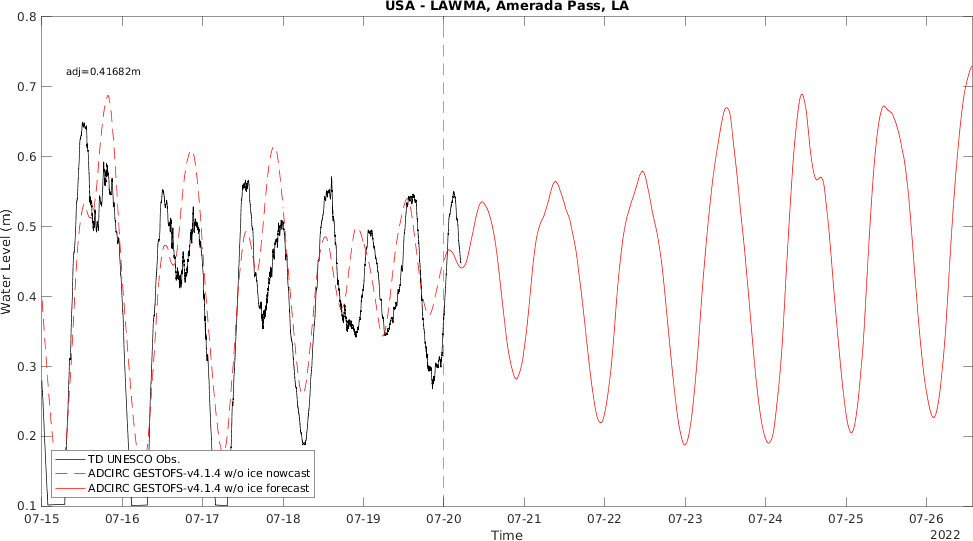 USA - LAWMA, Amerada Pass, LA
0.8
0.7
0.6
0.5
0.4
0.3
0.2
0.1
Water Level (m)
adj=0.41682m
TD UNESCO Obs.
ADCIRC GESTOFS-v4.1.4 w/o ice nowcast
ADCIRC GESTOFS-v4.1.4 w/o ice forecast
07-15 07-16 07-17 07-18 07-19 07-20 07-21 07-22 07-23 07-24 07-25 07-26
Time
2022